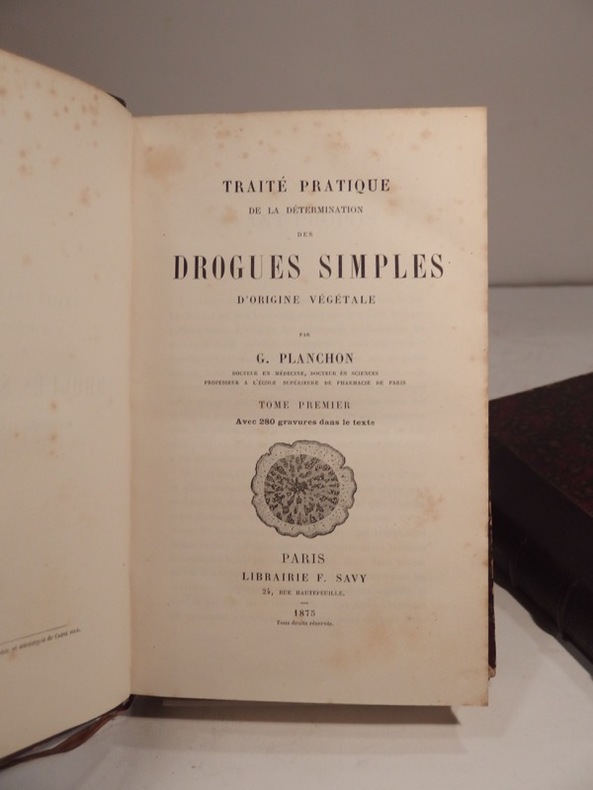 TRAITÉ PRATIQUE
DE LA DÉTERMINATION
DES
DROGUES SIMPLES
D'ORIGINE VÉGÉTALE
PAR
G. PLANCHON
DOCTEUR EN MÉDECINE, DOCTEUR ÈS SCIENCES
PROFESSEUR A L'ÉCOLE SUPÉRIEURE DE PHARMACIE DE PARIS
TOME PREMIER
Avec 280 gravures dans le texte
PARIS
LIBRAIRIE F. SAVY
24, RUE HAUTEFEUILLE.
1875
Tous droits réservés.